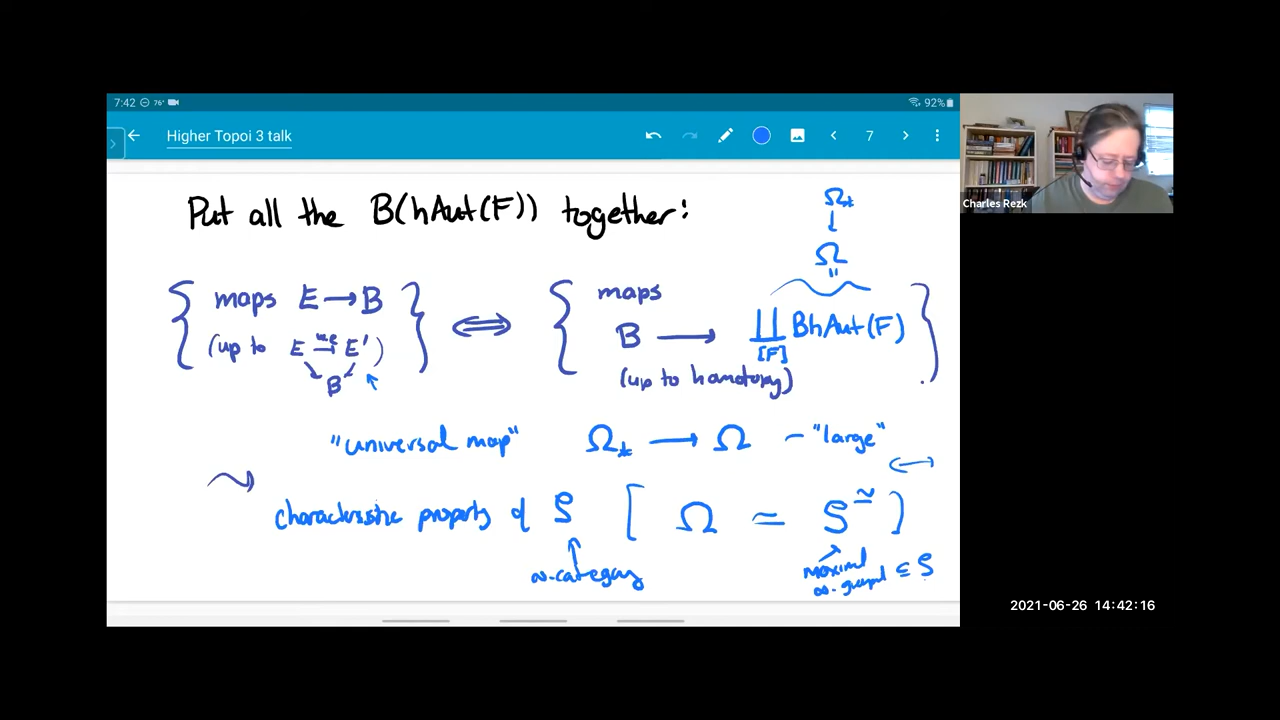 7:42 76° 92%
Higher Topoi 3 talk
7
Charles Rezk
Put all the B(hAut(F)) together:
Ω*
↓
Ω
"
{ maps E → B } ⟺ { maps B → ∐ BhAut(F) }
[F]
(up to E we→ E')
B
(up to homotopy)
"universal map" Ω* → Ω - "large"
⟷
characteristic property of S [ Ω ≃ S≃ ]
∞-category
maximal
∞-groupoid ⊆ S
2021-06-26 14:42:16